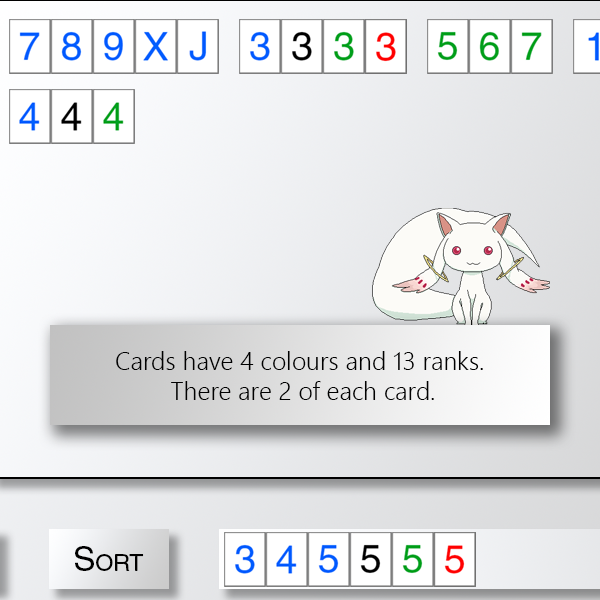 7 8 9 X J 3 3 3 3 5 6 7 1
4 4 4
Cards have 4 colours and 13 ranks.
There are 2 of each card.
SORT 3 4 5 5 5 5